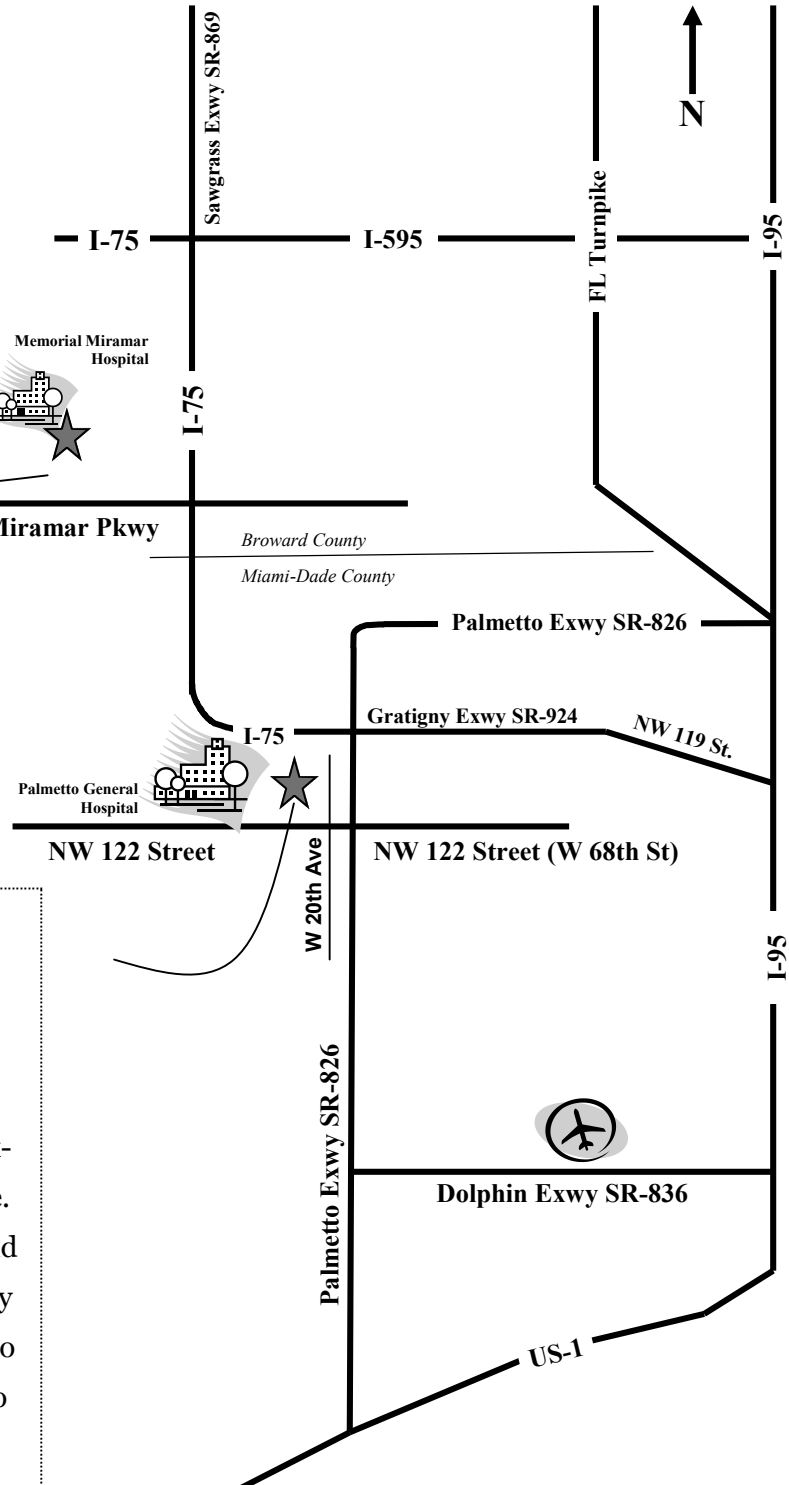 Sawgrass Exwy SR-869
N
I-75
I-595
FL Turnpike
I-95
Memorial Miramar
Hospital
I-75
Miramar Pkwy
Broward County
Miami-Dade County
Palmetto Exwy SR-826
Gratigny Exwy SR-924
NW 119 St.
I-75
Palmetto General
Hospital
NW 122 Street
W 20th Ave
NW 122 Street (W 68th St)
I-95
Palmetto Exwy SR-826
Dolphin Exwy SR-836
US-1